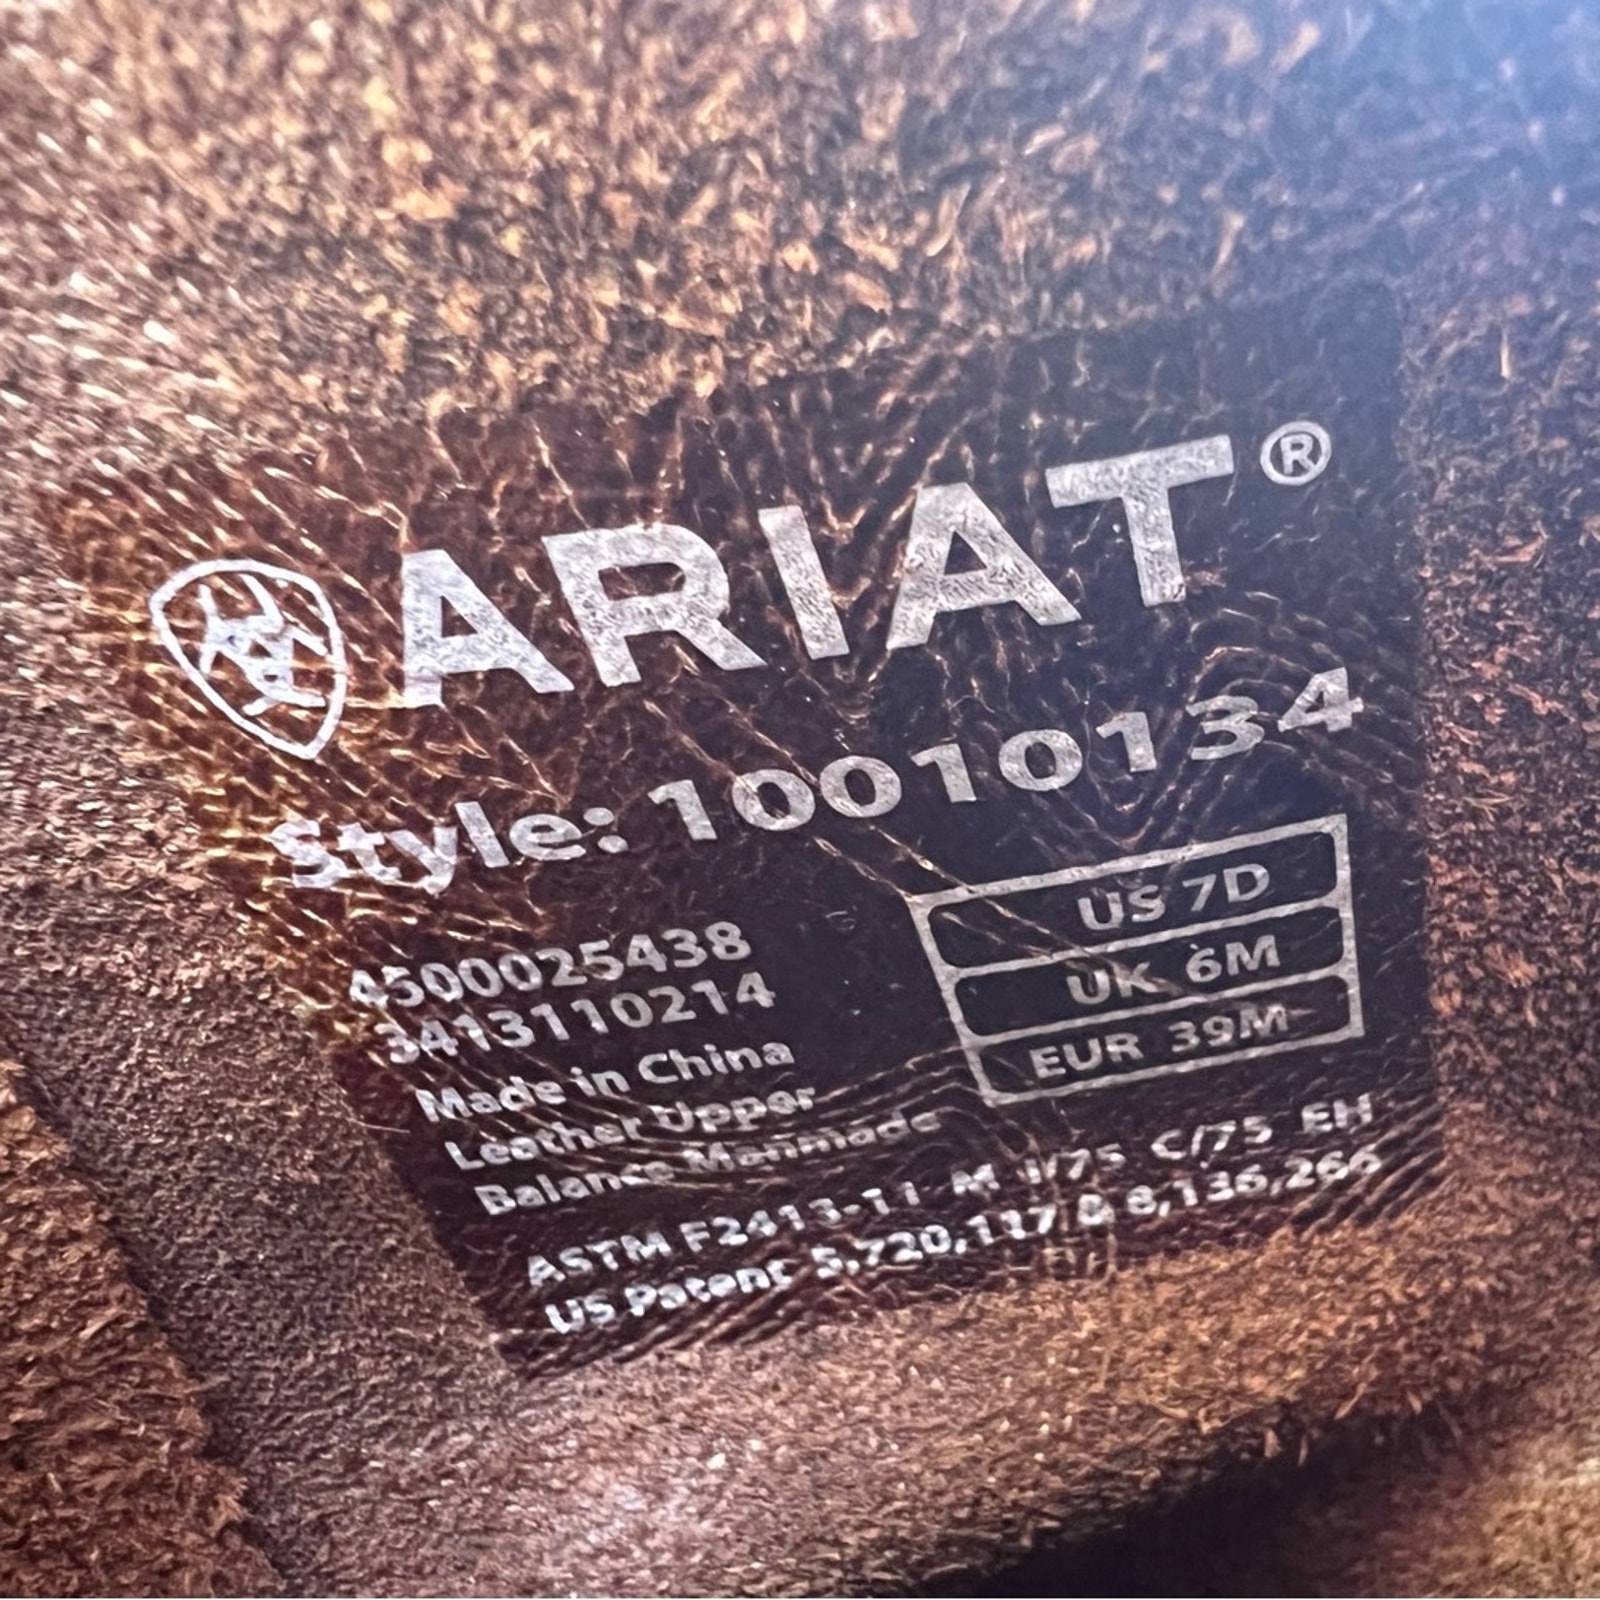 ARIAT®
Style: 10010134
4500025438
3413110214
Made in China
Leather Upper
Balance Manmade
US 7D
UK 6M
EUR 39M
ASTM F2413-11 M I/75 C/75 EH
US Patent 5,720,117 & 8,136,266